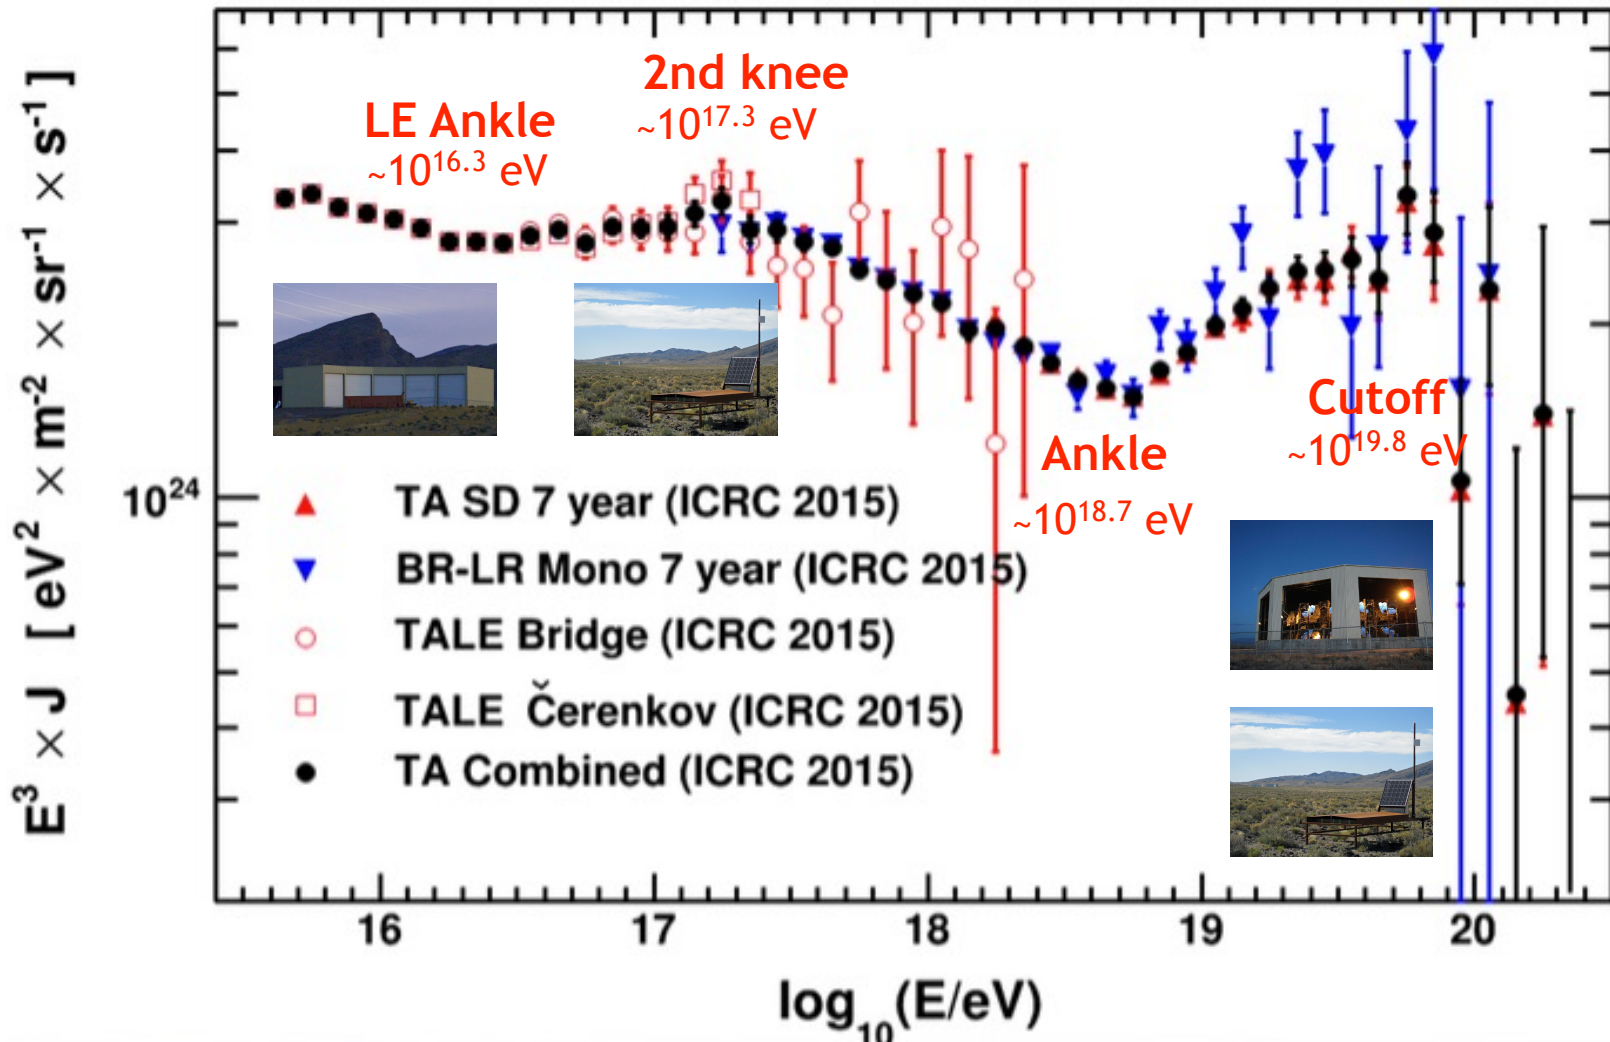 LE Ankle
~10^16.3 eV
2nd knee
~10^17.3 eV
Cutoff
~10^19.8 eV
Ankle
~10^18.7 eV
10^24
TA SD 7 year (ICRC 2015)
BR-LR Mono 7 year (ICRC 2015)
TALE Bridge (ICRC 2015)
TALE Čerenkov (ICRC 2015)
TA Combined (ICRC 2015)
E^3 × J [ eV^2 × m^-2 × sr^-1 × s^-1 ]
16 17 18 19 20
log_10(E/eV)